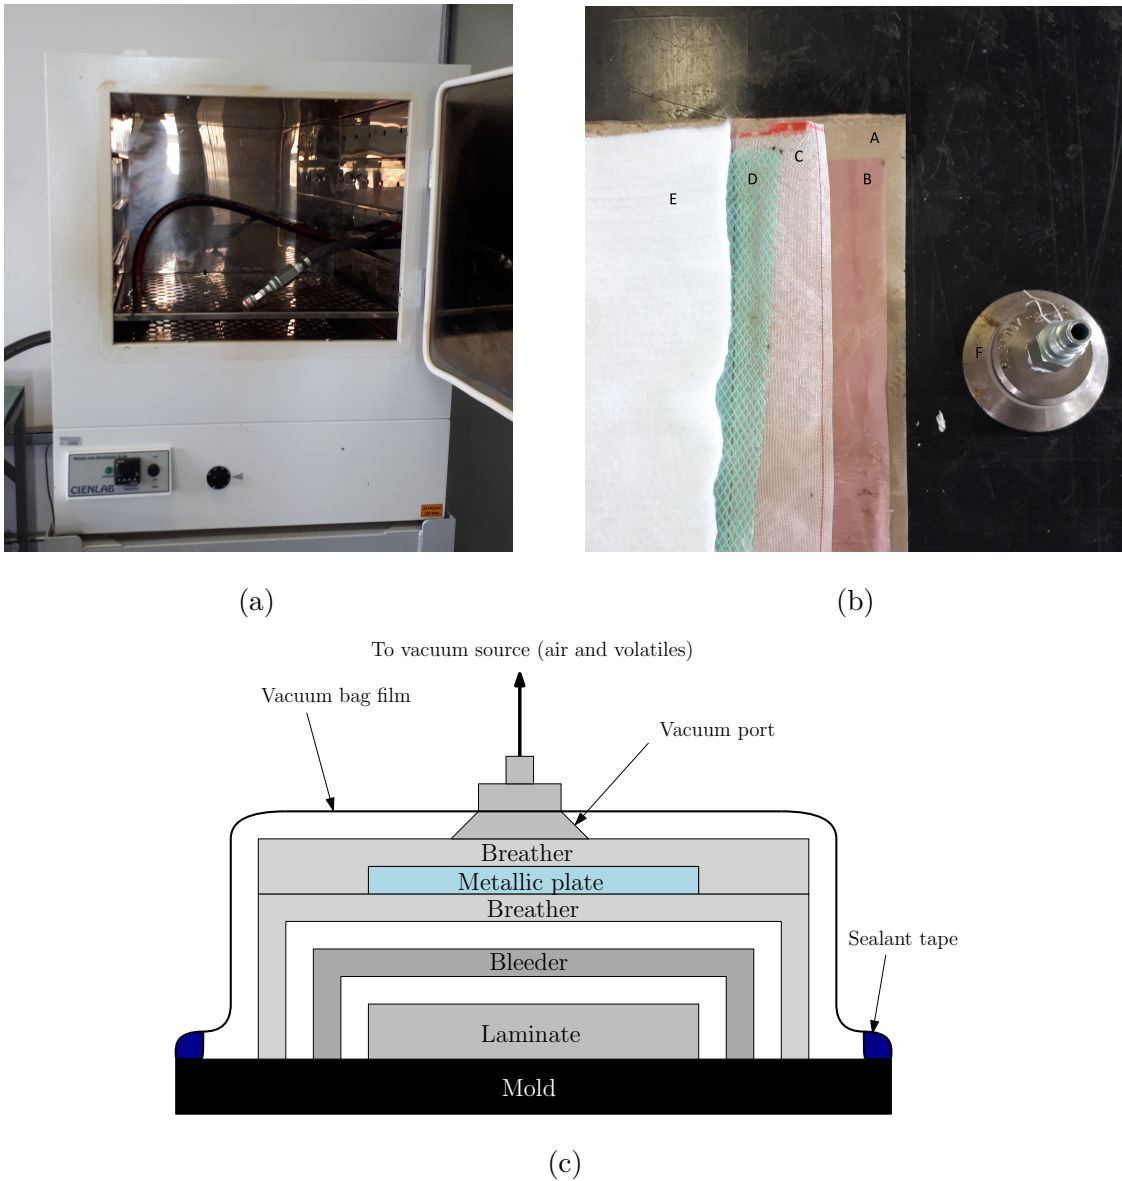 CIENLAB
A
B
C
D
E
F
(a)
(b)
To vacuum source (air and volatiles)
Vacuum bag film
Vacuum port
Breather
Metallic plate
Breather
Sealant tape
Bleeder
Laminate
Mold
(c)